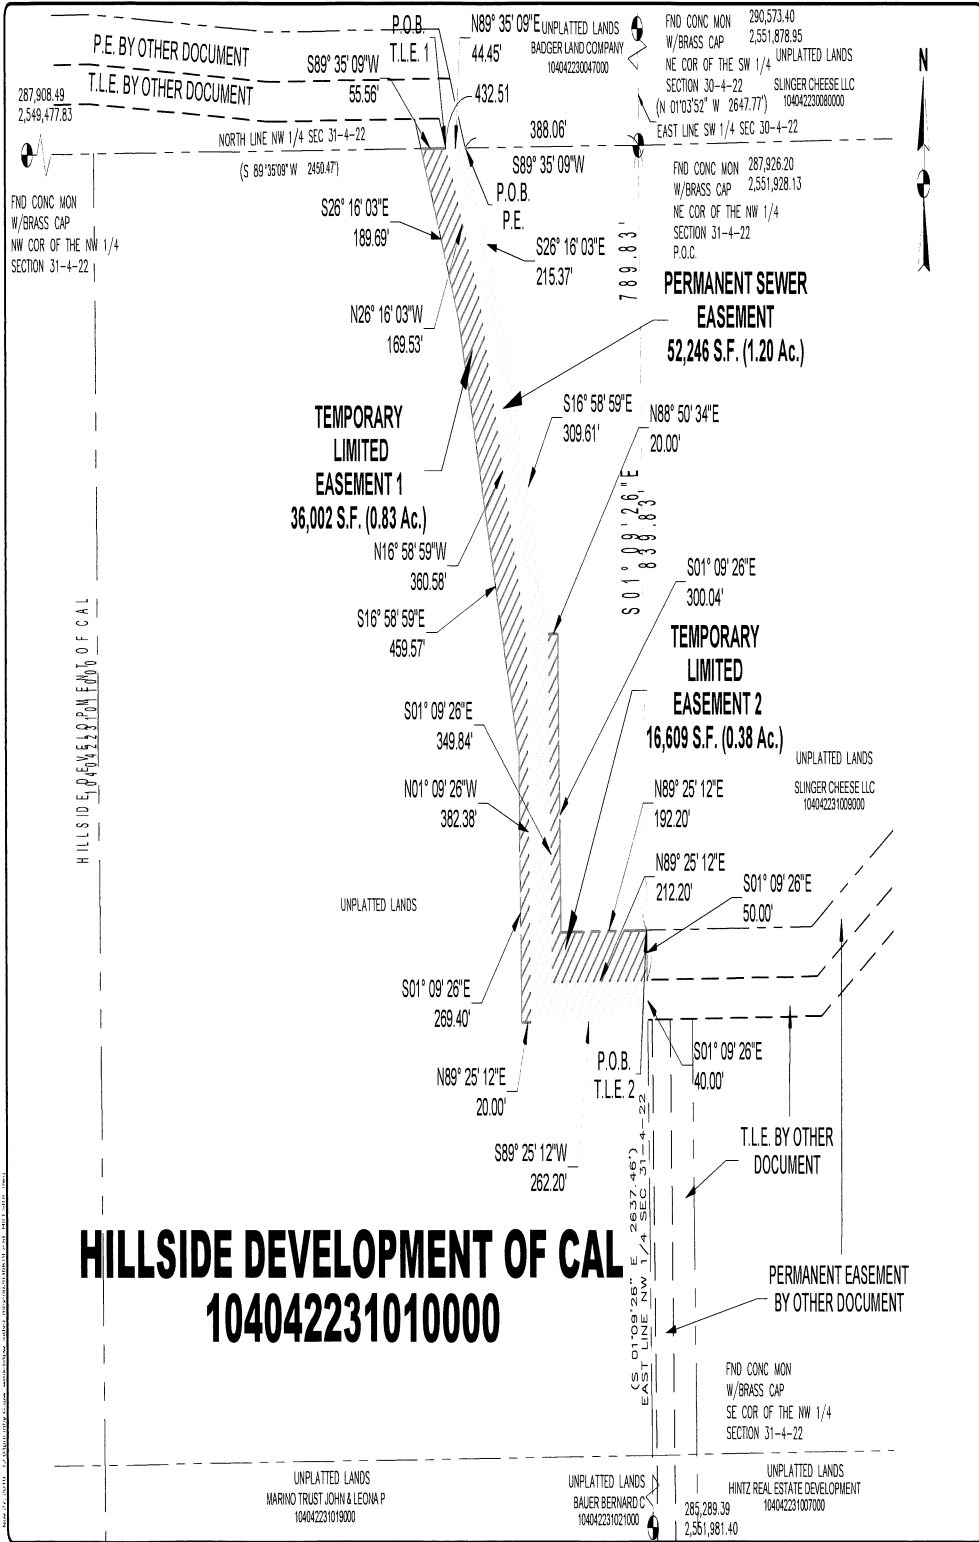 P.E. BY OTHER DOCUMENT
T.L.E. BY OTHER DOCUMENT
P.O.B.
T.L.E. 1
N89° 35' 09"E
44.45'
UNPLATTED LANDS
BADGER LAND COMPANY
104042230047000
FND CONC MON
W/BRASS CAP
NE COR OF THE SW 1/4
SECTION 30-4-22
(N 01°03'52" W 2647.77')
EAST LINE SW 1/4 SEC 30-4-22
290,573.40
2,551,878.95
UNPLATTED LANDS
SLINGER CHEESE LLC
104042230080000
N
287,908.49
2,549,477.83
S89° 35' 09"W
55.56'
432.51
388.06'
NORTH LINE NW 1/4 SEC 31-4-22
(S 89°35'09"W 2450.47')
S89° 35' 09"W
P.O.B.
P.E.
FND CONC MON
W/BRASS CAP
NW COR OF THE NW 1/4
SECTION 31-4-22
FND CONC MON
W/BRASS CAP
NE COR OF THE NW 1/4
SECTION 31-4-22
P.O.C.
287,926.20
2,551,928.13
S26° 16' 03"E
189.69'
S26° 16' 03"E
215.37'
789.83'
N26° 16' 03"W
169.53'
PERMANENT SEWER
EASEMENT
52,246 S.F. (1.20 Ac.)
TEMPORARY
LIMITED
EASEMENT 1
36,002 S.F. (0.83 Ac.)
S16° 58' 59"E
309.61'
N88° 50' 34"E
20.00'
S01° 09' 26"E
839.83'
N16° 58' 59"W
360.58'
S16° 58' 59"E
459.57'
S01° 09' 26"E
300.04'
TEMPORARY
LIMITED
EASEMENT 2
16,609 S.F. (0.38 Ac.)
HILLSIDE DEVELOPMENT OF CAL
104042231011000
S01° 09' 26"E
349.84'
N01° 09' 26"W
382.38'
N89° 25' 12"E
192.20'
UNPLATTED LANDS
SLINGER CHEESE LLC
104042231009000
N89° 25' 12"E
212.20'
S01° 09' 26"E
50.00'
UNPLATTED LANDS
S01° 09' 26"E
269.40'
N89° 25' 12"E
20.00'
P.O.B.
T.L.E. 2
S01° 09' 26"E
40.00'
S89° 25' 12"W
262.20'
T.L.E. BY OTHER
DOCUMENT
(S 01°09'26" E 2637.46')
EAST LINE NW 1/4 SEC 31-4-22
HILLSIDE DEVELOPMENT OF CAL
104042231010000
PERMANENT EASEMENT
BY OTHER DOCUMENT
FND CONC MON
W/BRASS CAP
SE COR OF THE NW 1/4
SECTION 31-4-22
UNPLATTED LANDS
MARINO TRUST JOHN & LEONA P
104042231019000
UNPLATTED LANDS
BAUER BERNARD C
104042231021000
285,289.39
2,551,981.40
UNPLATTED LANDS
HINTZ REAL ESTATE DEVELOPMENT
104042231007000